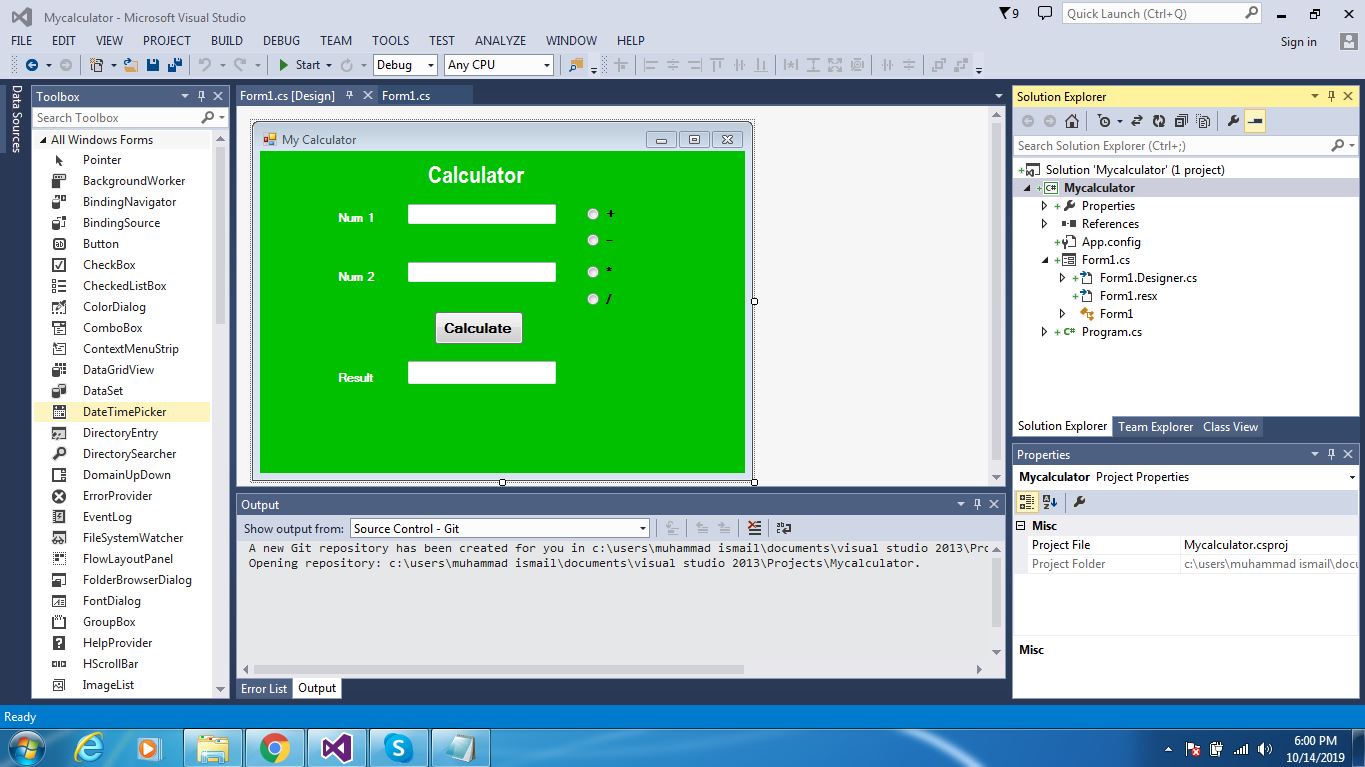 Mycalculator - Microsoft Visual Studio
9
Quick Launch (Ctrl+Q)
FILE EDIT VIEW PROJECT BUILD DEBUG TEAM TOOLS TEST ANALYZE WINDOW HELP
Sign in
Start Debug Any CPU
Data Sources
Toolbox
Search Toolbox
All Windows Forms
Pointer
BackgroundWorker
BindingNavigator
BindingSource
Button
CheckBox
CheckedListBox
ColorDialog
ComboBox
ContextMenuStrip
DataGridView
DataSet
DateTimePicker
DirectoryEntry
DirectorySearcher
DomainUpDown
ErrorProvider
EventLog
FileSystemWatcher
FlowLayoutPanel
FolderBrowserDialog
FontDialog
GroupBox
HelpProvider
HScrollBar
ImageList
Form1.cs [Design] Form1.cs
My Calculator
Calculator
Num 1
+
-
Num 2
*
/
Calculate
Result
Output
Show output from: Source Control - Git
A new Git repository has been created for you in c:\users\muhammad ismail\documents\visual studio 2013\Prc
Opening repository: c:\users\muhammad ismail\documents\visual studio 2013\Projects\Mycalculator.
Error List Output
Solution Explorer
Search Solution Explorer (Ctrl+;)
Solution 'Mycalculator' (1 project)
C# Mycalculator
Properties
References
App.config
Form1.cs
Form1.Designer.cs
Form1.resx
Form1
C# Program.cs
Solution Explorer Team Explorer Class View
Properties
Mycalculator Project Properties
Misc
Project File Mycalculator.csproj
Project Folder c:\users\muhammad ismail\docu
Misc
Ready
6:00 PM
10/14/2019